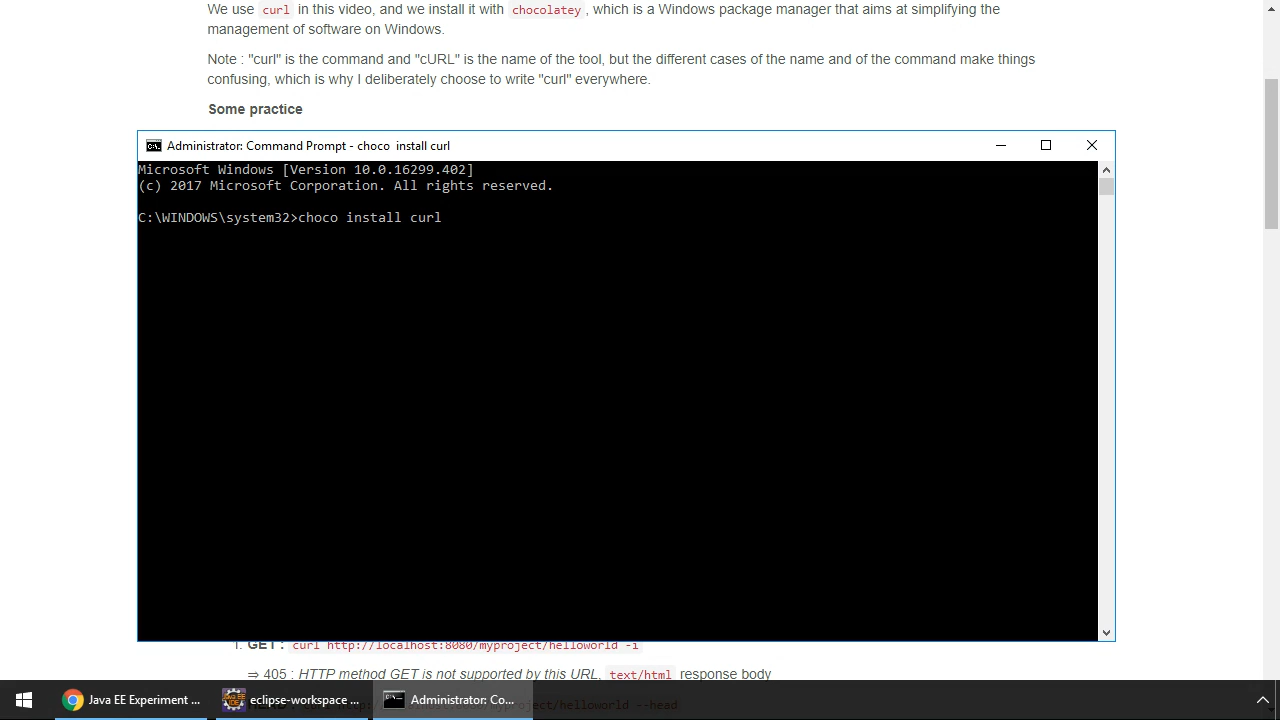 We use curl in this video, and we install it with chocolatey, which is a Windows package manager that aims at simplifying the
management of software on Windows.
Note : "curl" is the command and "cURL" is the name of the tool, but the different cases of the name and of the command make things
confusing, which is why I deliberately choose to write "curl" everywhere.
Some practice
Administrator: Command Prompt - choco  install curl
Microsoft Windows [Version 10.0.16299.402]
(c) 2017 Microsoft Corporation. All rights reserved.
C:\WINDOWS\system32>choco install curl
1. GET : curl http://localhost:8080/myproject/helloworld -i
⇒ 405 : HTTP method GET is not supported by this URL, text/html response body
Java EE Experiment ...
eclipse-workspace ...
Administrator: Co...
--head